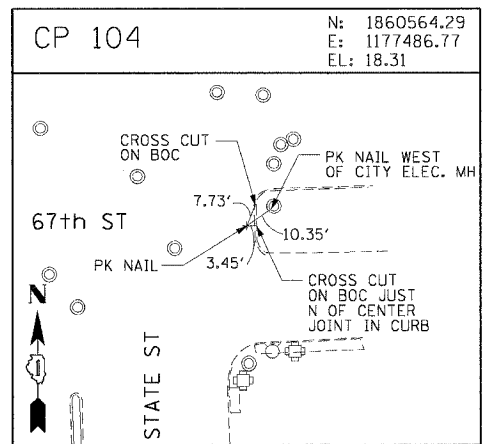 CP 104
N: 1860564.29
E: 1177486.77
EL: 18.31
CROSS CUT
ON BOC
PK NAIL WEST
OF CITY ELEC. MH
7.73'
67th ST
10.35'
PK NAIL
3.45'
CROSS CUT
ON BOC JUST
N OF CENTER
JOINT IN CURB
N
STATE ST